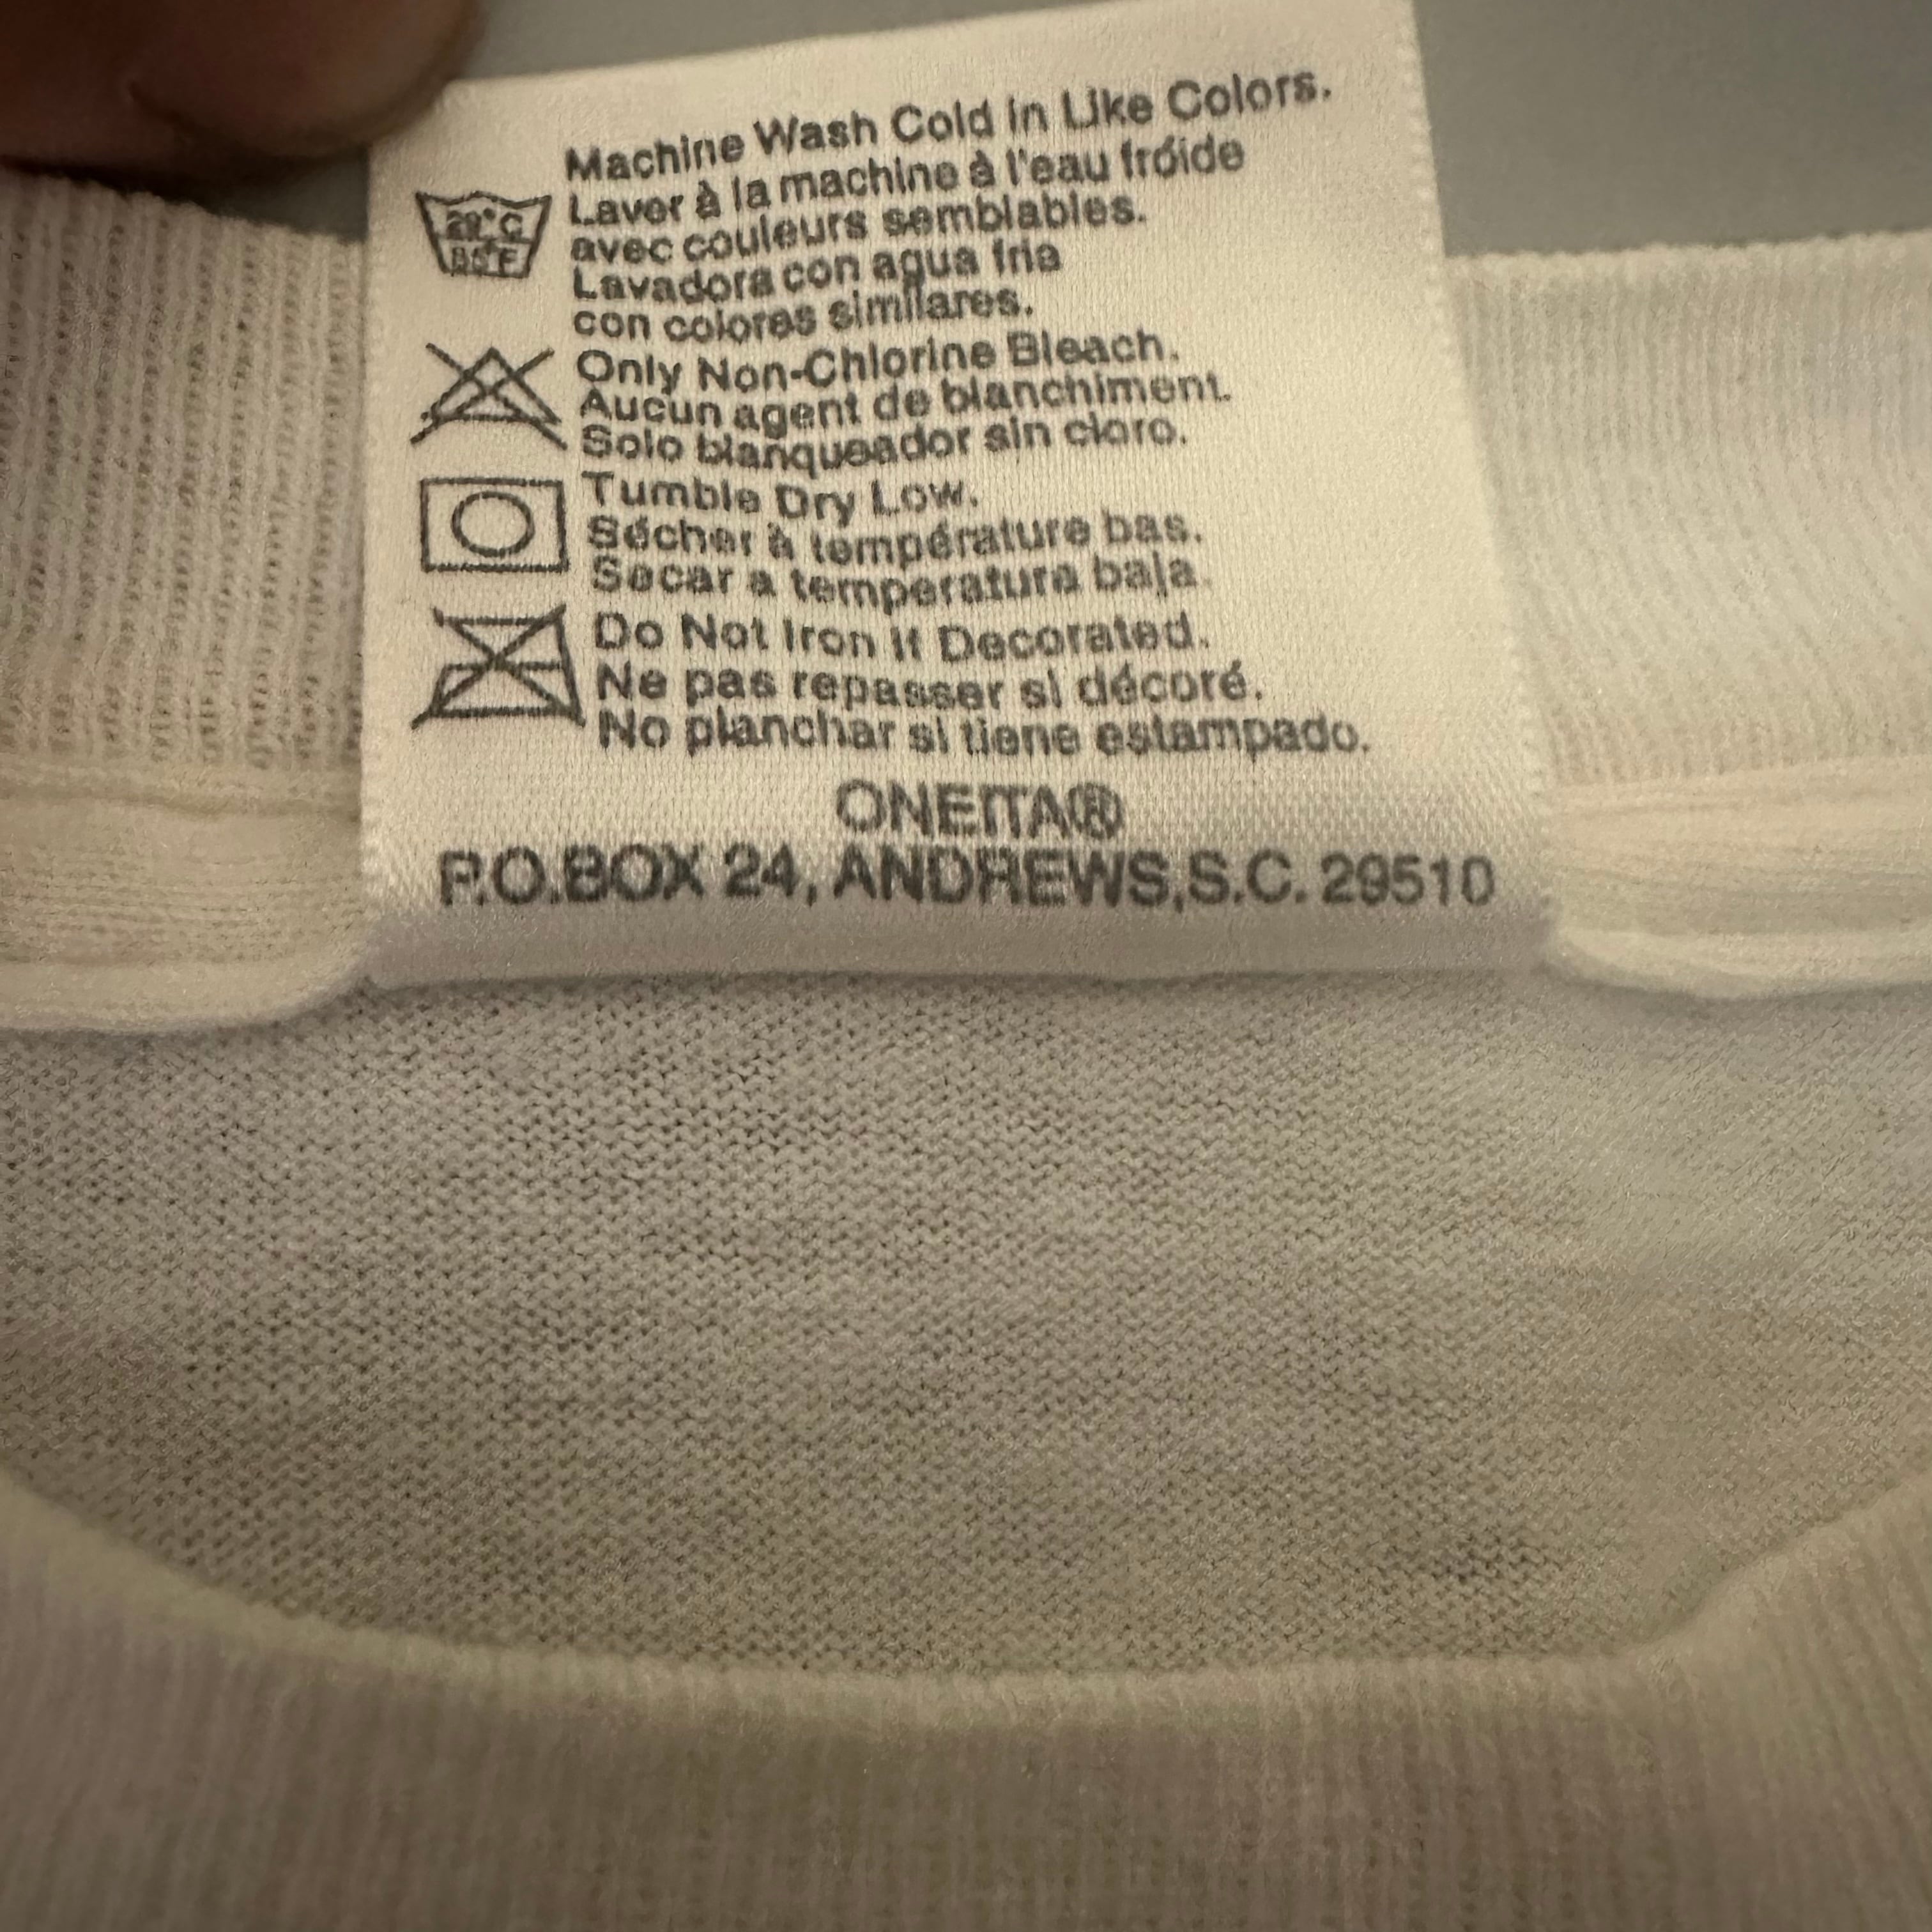 Machine Wash Cold in Like Colors.
Laver à la machine à l'eau fróide
avec couleurs semblables.
Lavadora con agua fria
con colores similares.
29°C
85°F
Only Non-Chlorine Bleach.
Aucun agent de blanchiment.
Solo blanqueador sin cloro.
Tumble Dry Low.
Sécher à température bas.
Secar a temperatura baja.
Do Not Iron If Decorated.
Ne pas repasser si décoré.
No planchar si tiene estampado.
ONEITA®
P.O.BOX 24, ANDREWS,S.C. 29510